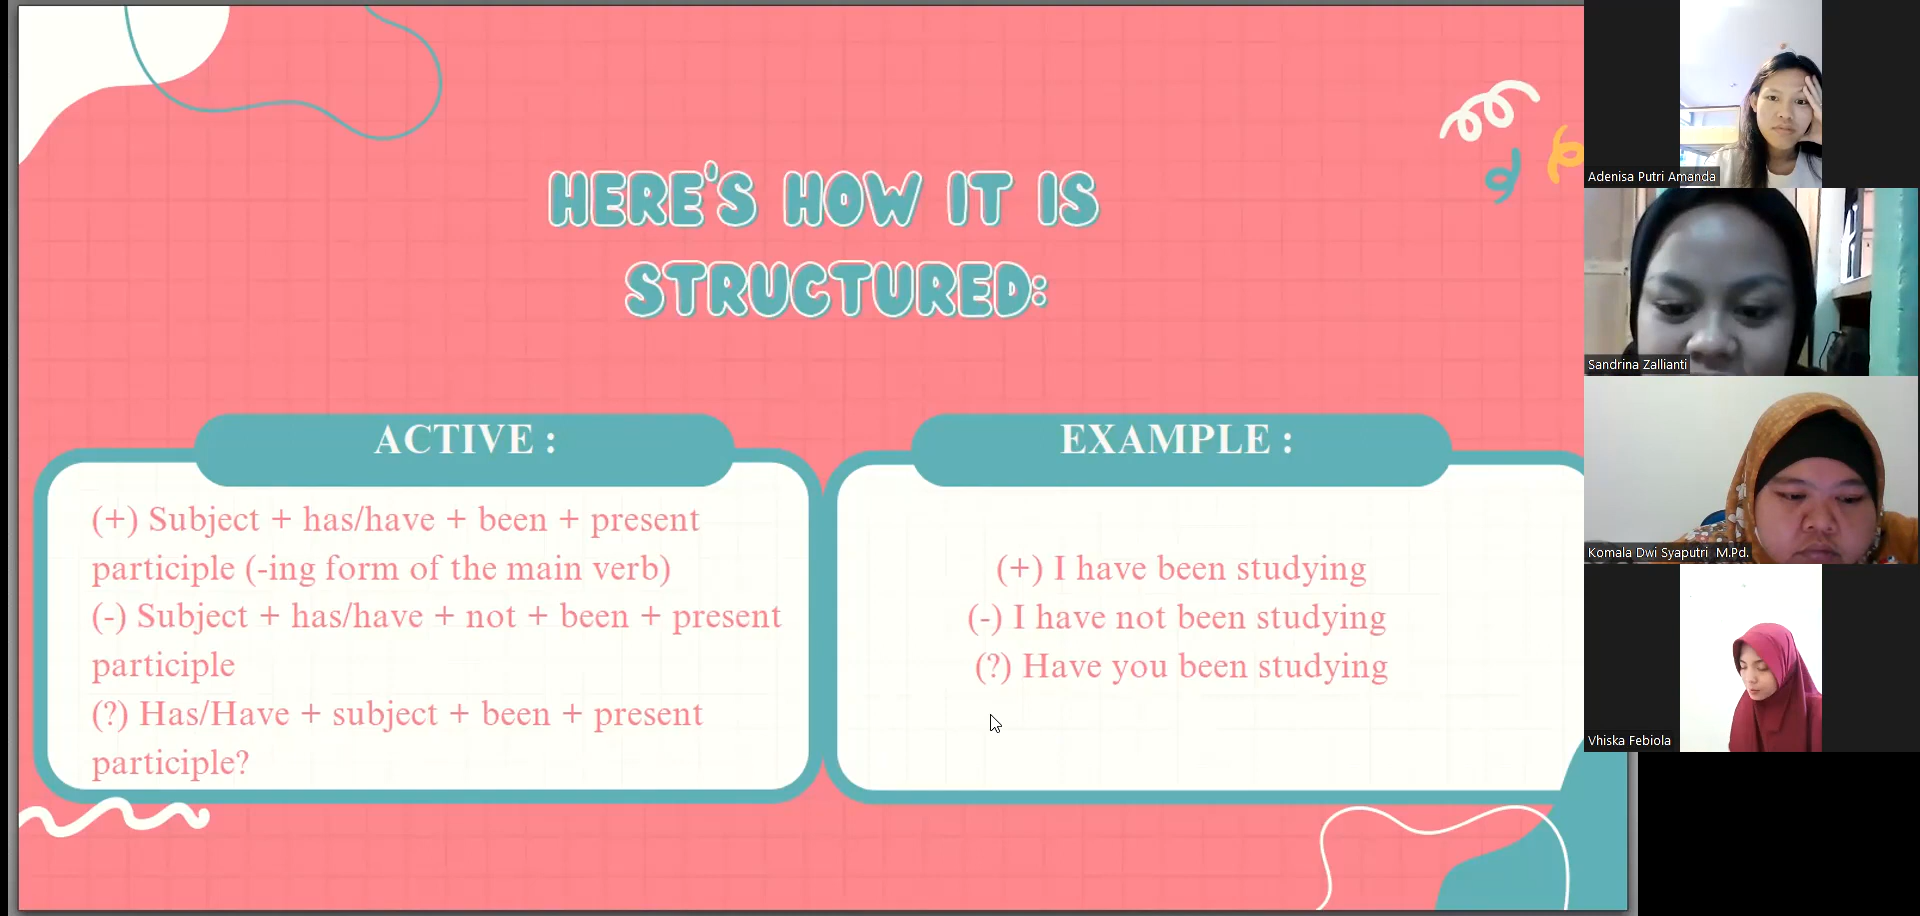 HERE'S HOW IT IS
STRUCTURED:
ACTIVE :
(+) Subject + has/have + been + present
participle (-ing form of the main verb)
(-) Subject + has/have + not + been + present
participle
(?) Has/Have + subject + been + present
participle?
EXAMPLE :
(+) I have been studying
(-) I have not been studying
(?) Have you been studying
Adenisa Putri Amanda
Sandrina Zallianti
Komala Dwi Syaputri M.Pd.
Vhiska Febiola